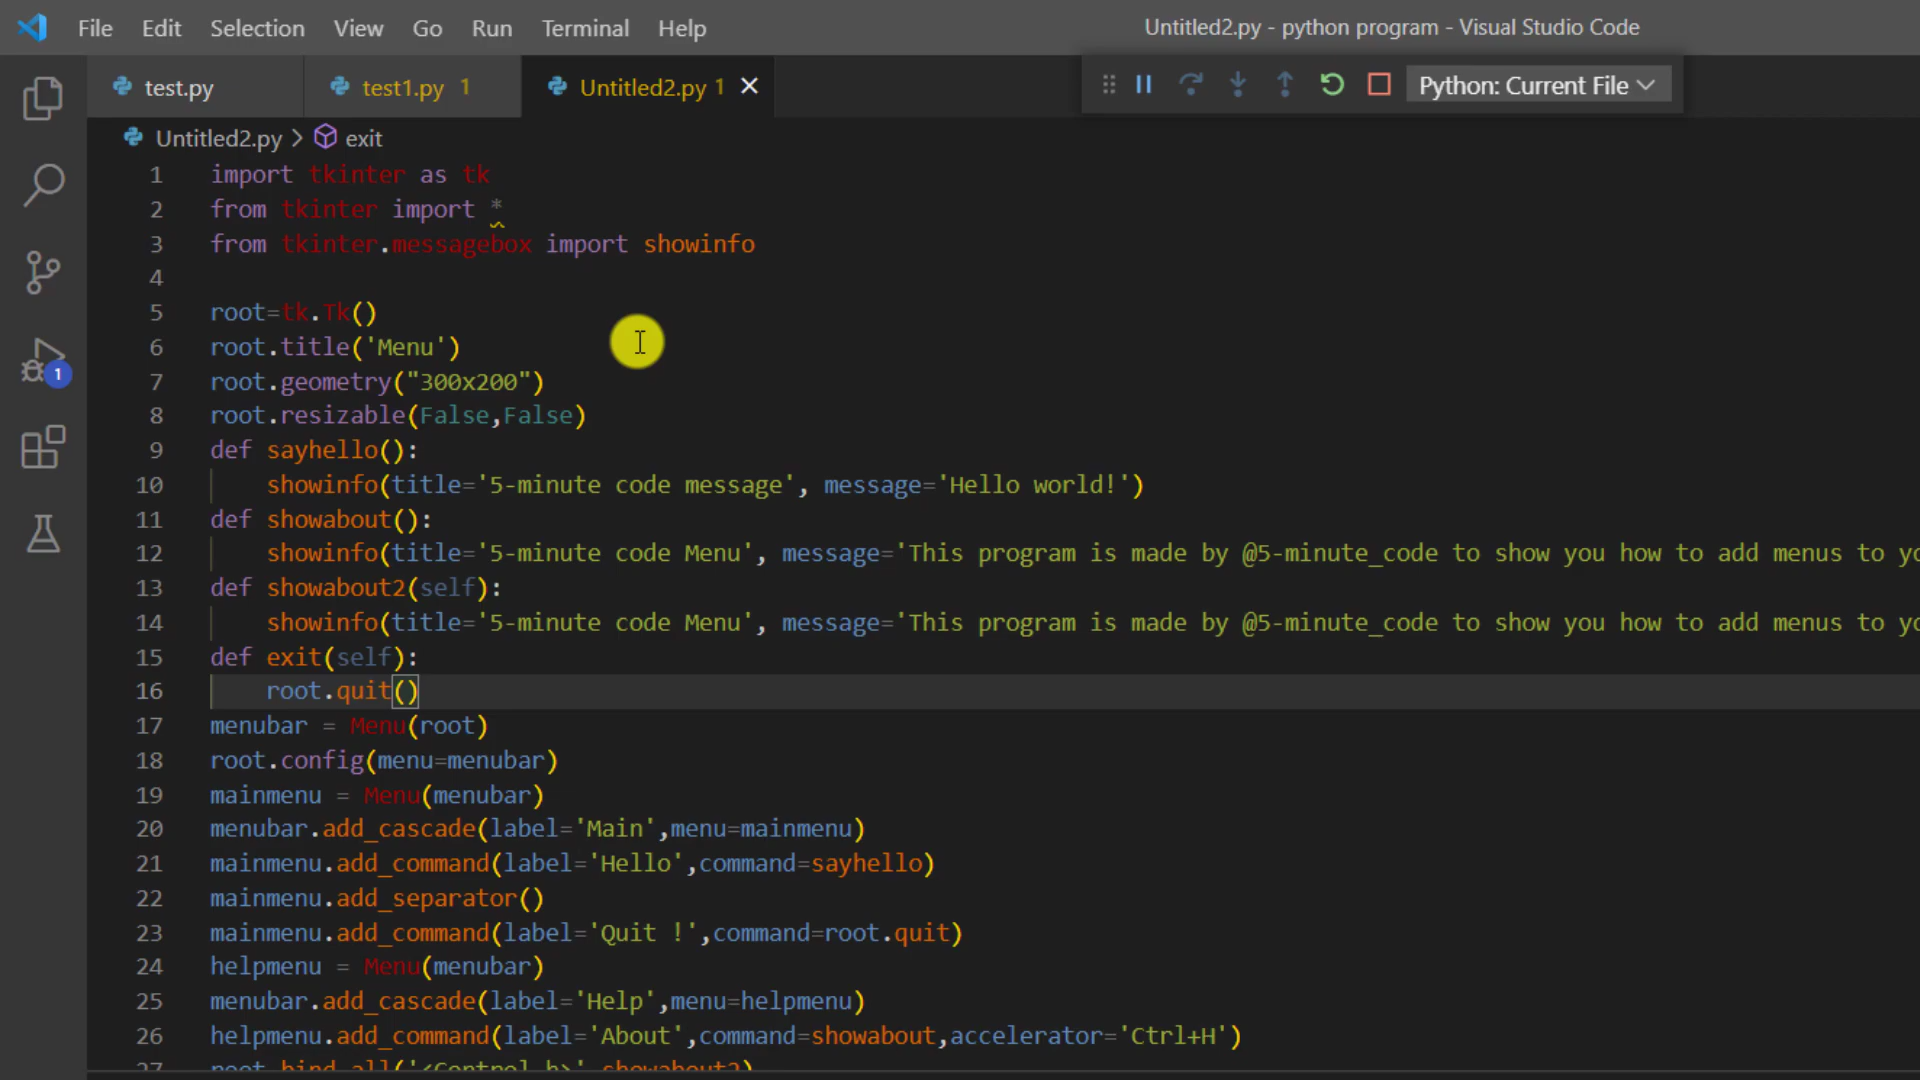 File Edit Selection View Go Run Terminal Help Untitled2.py - python program - Visual Studio Code
test.py test1.py 1 Untitled2.py 1 Python: Current File
Untitled2.py > exit
1 import tkinter as tk
2 from tkinter import *
3 from tkinter.messagebox import showinfo
4
5 root=tk.Tk()
6 root.title('Menu')
7 root.geometry("300x200")
8 root.resizable(False,False)
1
9 def sayhello():
10 showinfo(title='5-minute code message', message='Hello world!')
11 def showabout():
12 showinfo(title='5-minute code Menu', message='This program is made by @5-minute_code to show you how to add menus to yo
13 def showabout2(self):
14 showinfo(title='5-minute code Menu', message='This program is made by @5-minute_code to show you how to add menus to yo
15 def exit(self):
16 root.quit()
17 menubar = Menu(root)
18 root.config(menu=menubar)
19 mainmenu = Menu(menubar)
20 menubar.add_cascade(label='Main',menu=mainmenu)
21 mainmenu.add_command(label='Hello',command=sayhello)
22 mainmenu.add_separator()
23 mainmenu.add_command(label='Quit !',command=root.quit)
24 helpmenu = Menu(menubar)
25 menubar.add_cascade(label='Help',menu=helpmenu)
26 helpmenu.add_command(label='About',command=showabout,accelerator='Ctrl+H')
27 root.bind_all('<Control-h>',showabout2)